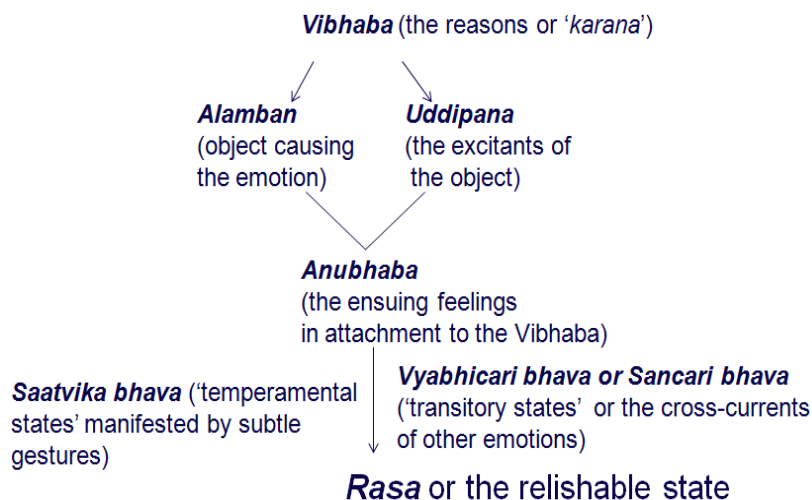 Vibhaba (the reasons or ‘karana’)
Alamban
(object causing
the emotion)
Uddipana
(the excitants of
the object)
Anubhaba
(the ensuing feelings
in attachment to the Vibhaba)
Saatvika bhava (‘temperamental
states’ manifested by subtle
gestures)
Vyabhicari bhava or Sancari bhava
(‘transitory states’ or the cross-currents
of other emotions)
Rasa or the relishable state